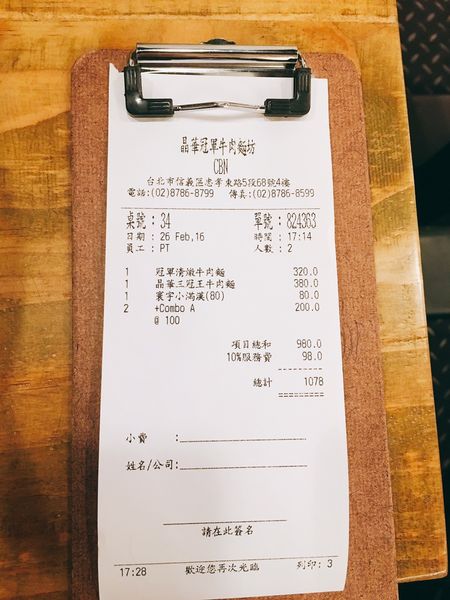 晶華冠軍牛肉麵坊
CBN
台北市信義區忠孝東路5段68號4樓
電話:(02)8786-8799 傳真:(02)8786-8599
桌號: 34 單號: 824363
日期 : 26 Feb,16 時間 : 17:14
員工 : PT 人數 : 2
1 冠軍清燉牛肉麵 320.0
1 晶華三冠王牛肉麵 380.0
1 寰宇小滿漢(80) 80.0
2 +Combo A 200.0
@ 100
項目總和 980.0
10%服務費 98.0
總計 1078
小費 :
姓名/公司:
請在此簽名
17:28 歡迎您再次光臨 列印: 3